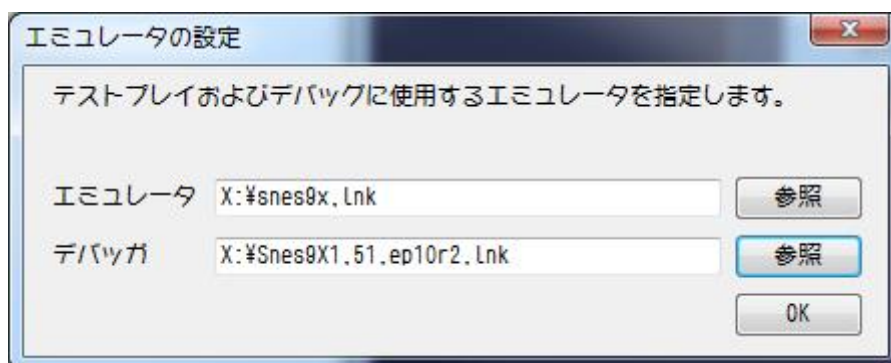 エミュレータの設定
テストプレイおよびデバッグに使用するエミュレータを指定します。
エミュレータ X:¥snes9x.lnk 参照
デバッガ X:¥Snes9X1.51.ep10r2.lnk 参照
OK